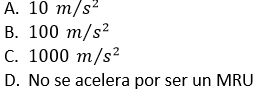 A. 10 m/s²
B. 100 m/s²
C. 1000 m/s²
D. No se acelera por ser un MRU